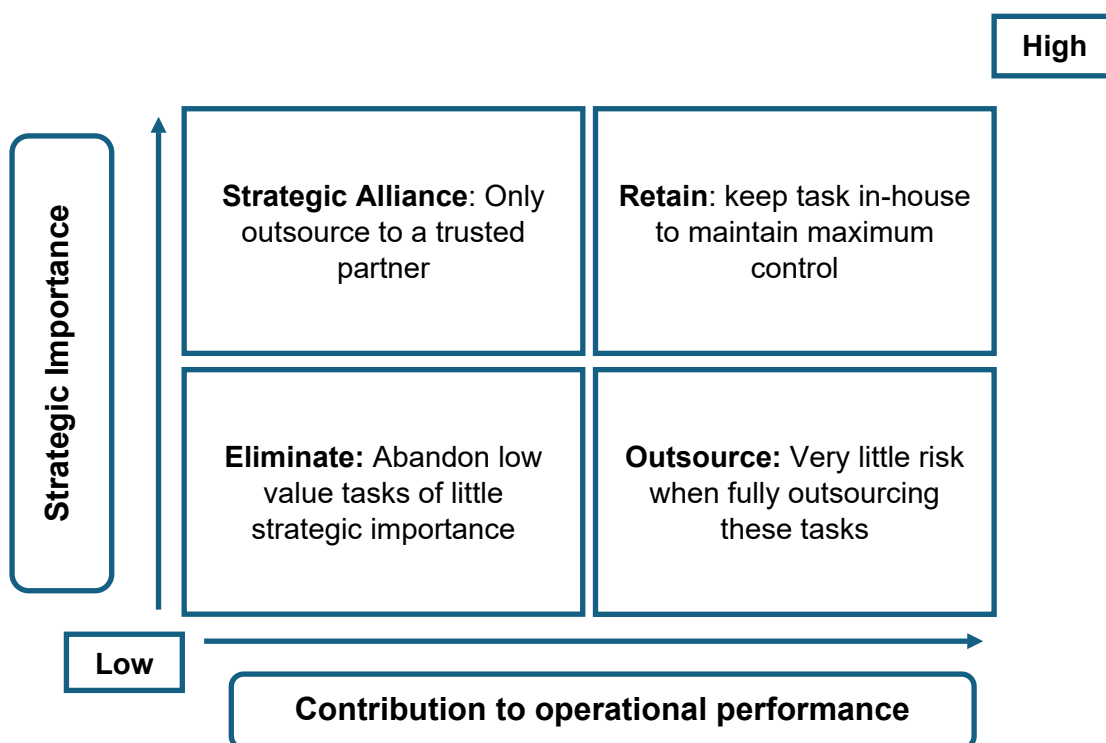 High
Strategic Importance
Strategic Alliance: Only
outsource to a trusted
partner
Retain: keep task in-house
to maintain maximum
control
Eliminate: Abandon low
value tasks of little
strategic importance
Outsource: Very little risk
when fully outsourcing
these tasks
Low
Contribution to operational performance